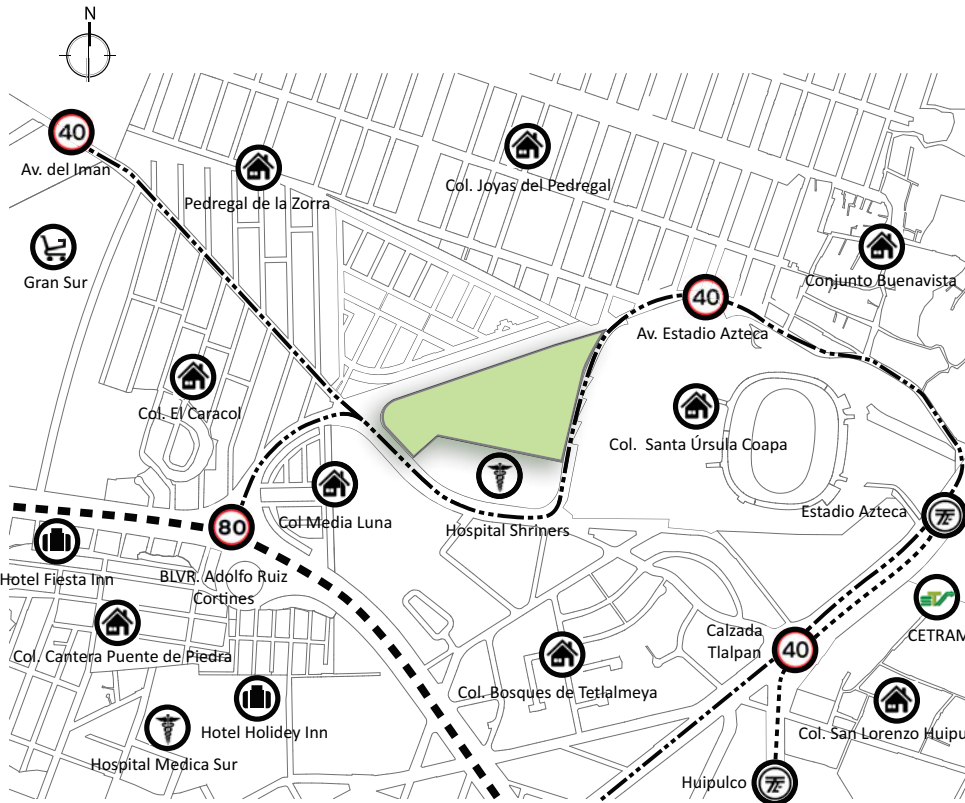 N
40
Av. del Iman
Pedregal de la Zorra
Col. Joyas del Pedregal
Gran Sur
Conjunto Buenavista
40
Av. Estadio Azteca
Col. El Caracol
Col. Santa Úrsula Coapa
Col Media Luna
Hospital Shriners
Estadio Azteca
80
Hotel Fiesta Inn
BLVR. Adolfo Ruiz
Cortines
CETRAM
Calzada
Tlalpan
40
Col. Cantera Puente de Piedra
Col. Bosques de Tetlalmeya
Hotel Holidey Inn
Col. San Lorenzo Huipu
Hospital Medica Sur
Huipulco